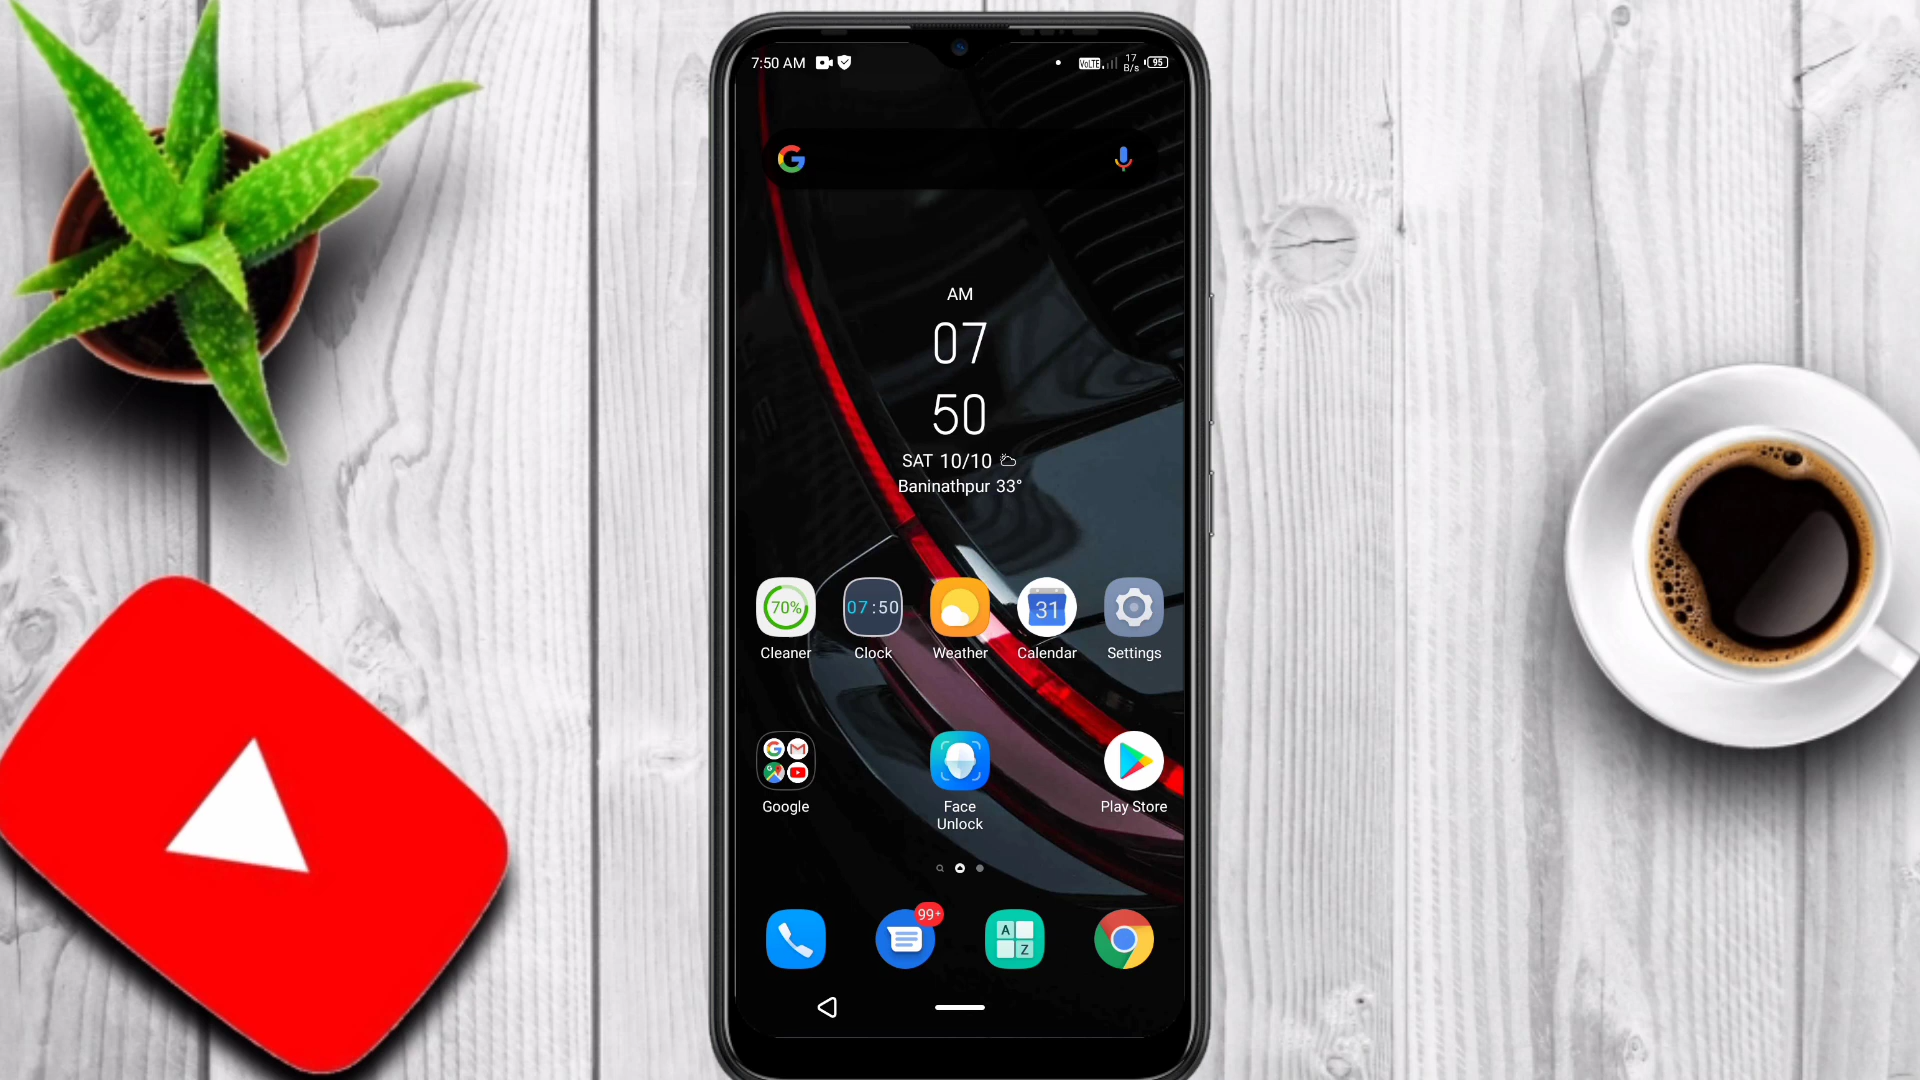 7:50 AM
VoLTE
17
B/s
95
AM
07
50
SAT 10/10
Baninathpur 33°
70%
07:50
31
Cleaner
Clock
Weather
Calendar
Settings
Google
Face
Unlock
Play Store
99+
A
Z